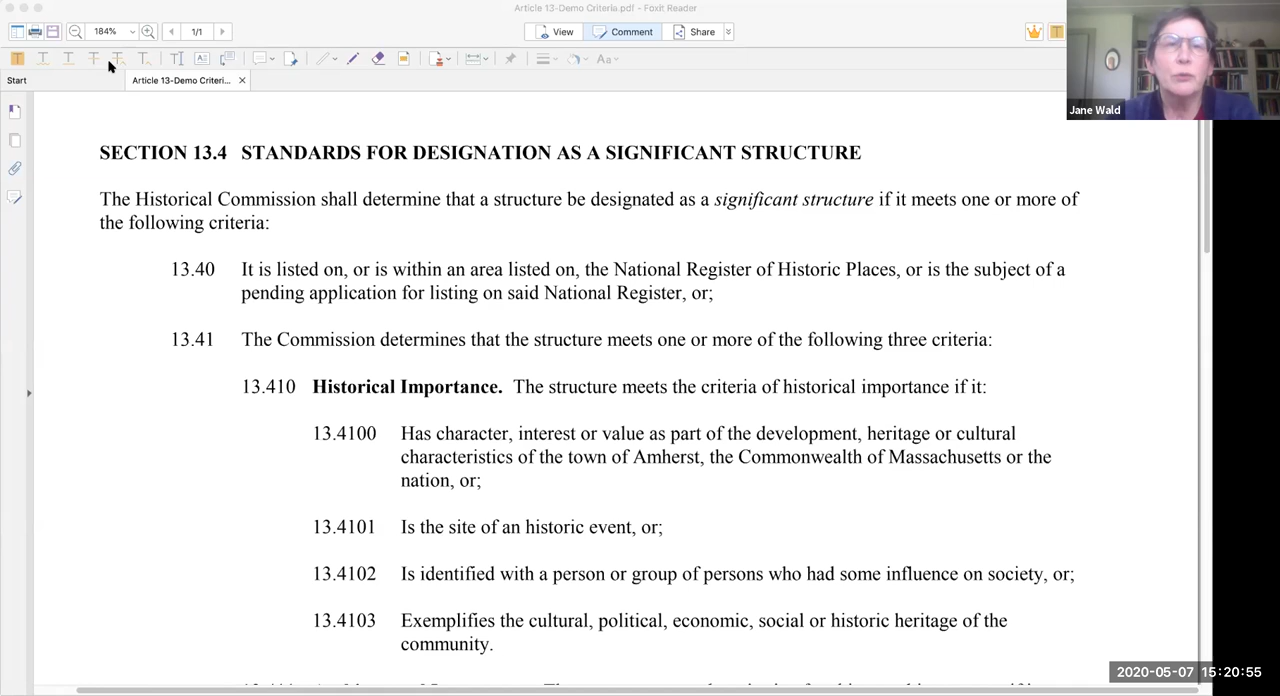 Article 13-Demo Criteria.pdf - Foxit Reader
184%
1/1
View
Comment
Share
Start
Article 13-Demo Criteri...
Jane Wald
SECTION 13.4 STANDARDS FOR DESIGNATION AS A SIGNIFICANT STRUCTURE
The Historical Commission shall determine that a structure be designated as a significant structure if it meets one or more of
the following criteria:
13.40 It is listed on, or is within an area listed on, the National Register of Historic Places, or is the subject of a
pending application for listing on said National Register, or;
13.41 The Commission determines that the structure meets one or more of the following three criteria:
13.410 Historical Importance. The structure meets the criteria of historical importance if it:
13.4100 Has character, interest or value as part of the development, heritage or cultural
characteristics of the town of Amherst, the Commonwealth of Massachusetts or the
nation, or;
13.4101 Is the site of an historic event, or;
13.4102 Is identified with a person or group of persons who had some influence on society, or;
13.4103 Exemplifies the cultural, political, economic, social or historic heritage of the
community.
2020-05-07 15:20:55